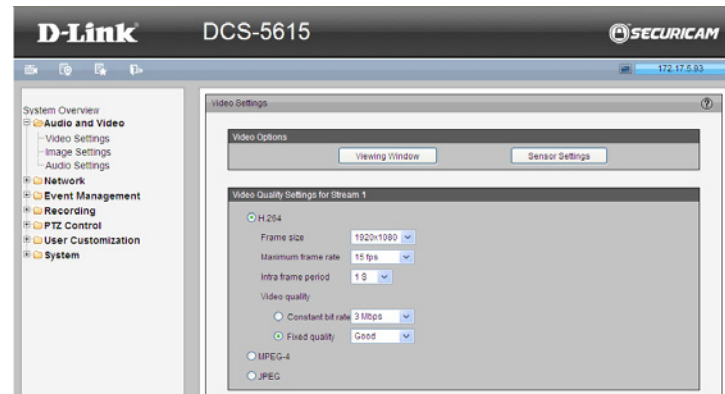 D-Link DCS-5615 SECURICAM
172.17.5.93
System Overview
Audio and Video
Video Settings
Image Settings
Audio Settings
Network
Event Management
Recording
PTZ Control
User Customization
System
Video Settings
Video Options
Viewing Window Sensor Settings
Video Quality Settings for Stream 1
H.264
Frame size 1920x1080
Maximum frame rate 15 fps
Intra frame period 1 S
Video quality
Constant bit rate 3 Mbps
Fixed quality Good
MPEG-4
JPEG